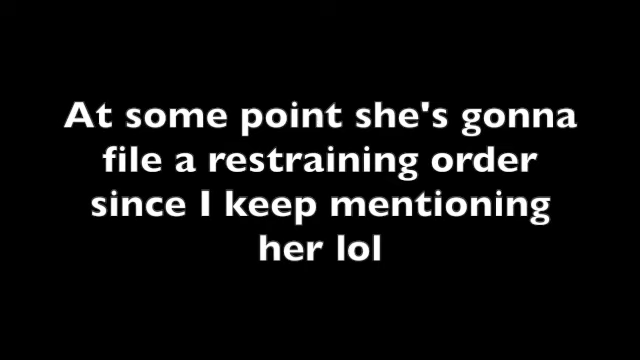 At some point she's gonna
file a restraining order
since I keep mentioning
her lol